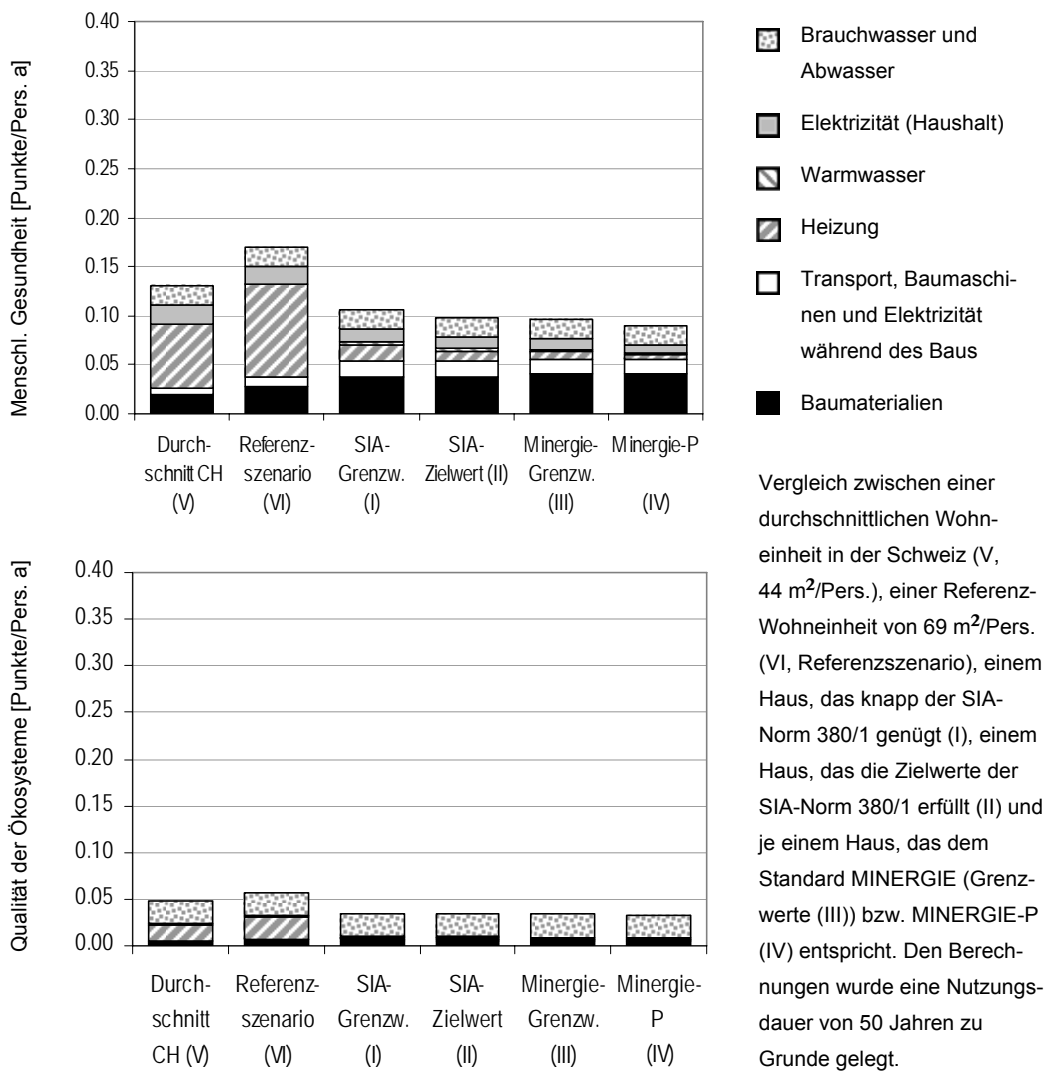 Menschl. Gesundheit [Punkte/Pers. a]
0.40
0.35
0.30
0.25
0.20
0.15
0.10
0.05
0.00
Durch-
schnitt CH
(V)
Referenz-
szenario
(VI)
SIA-
Grenzw.
(I)
SIA-
Zielwert (II)
Minergie-
Grenzw.
(III)
Minergie-P
(IV)
Qualität der Ökosysteme [Punkte/Pers. a]
0.40
0.35
0.30
0.25
0.20
0.15
0.10
0.05
0.00
Durch-
schnitt
CH (V)
Referenz-
szenario
(VI)
SIA-
Grenzw.
(I)
SIA-
Zielwert
(II)
Minergie-
Grenzw.
(III)
Minergie-
P
(IV)
Brauchwasser und
Abwasser
Elektrizität (Haushalt)
Warmwasser
Heizung
Transport, Baumaschi-
nen und Elektrizität
während des Baus
Baumaterialien
Vergleich zwischen einer
durchschnittlichen Wohn-
einheit in der Schweiz (V,
44 m²/Pers.), einer Referenz-
Wohneinheit von 69 m²/Pers.
(VI, Referenzszenario), einem
Haus, das knapp der SIA-
Norm 380/1 genügt (I), einem
Haus, das die Zielwerte der
SIA-Norm 380/1 erfüllt (II) und
je einem Haus, das dem
Standard MINERGIE (Grenz-
werte (III)) bzw. MINERGIE-P
(IV) entspricht. Den Berech-
nungen wurde eine Nutzungs-
dauer von 50 Jahren zu
Grunde gelegt.